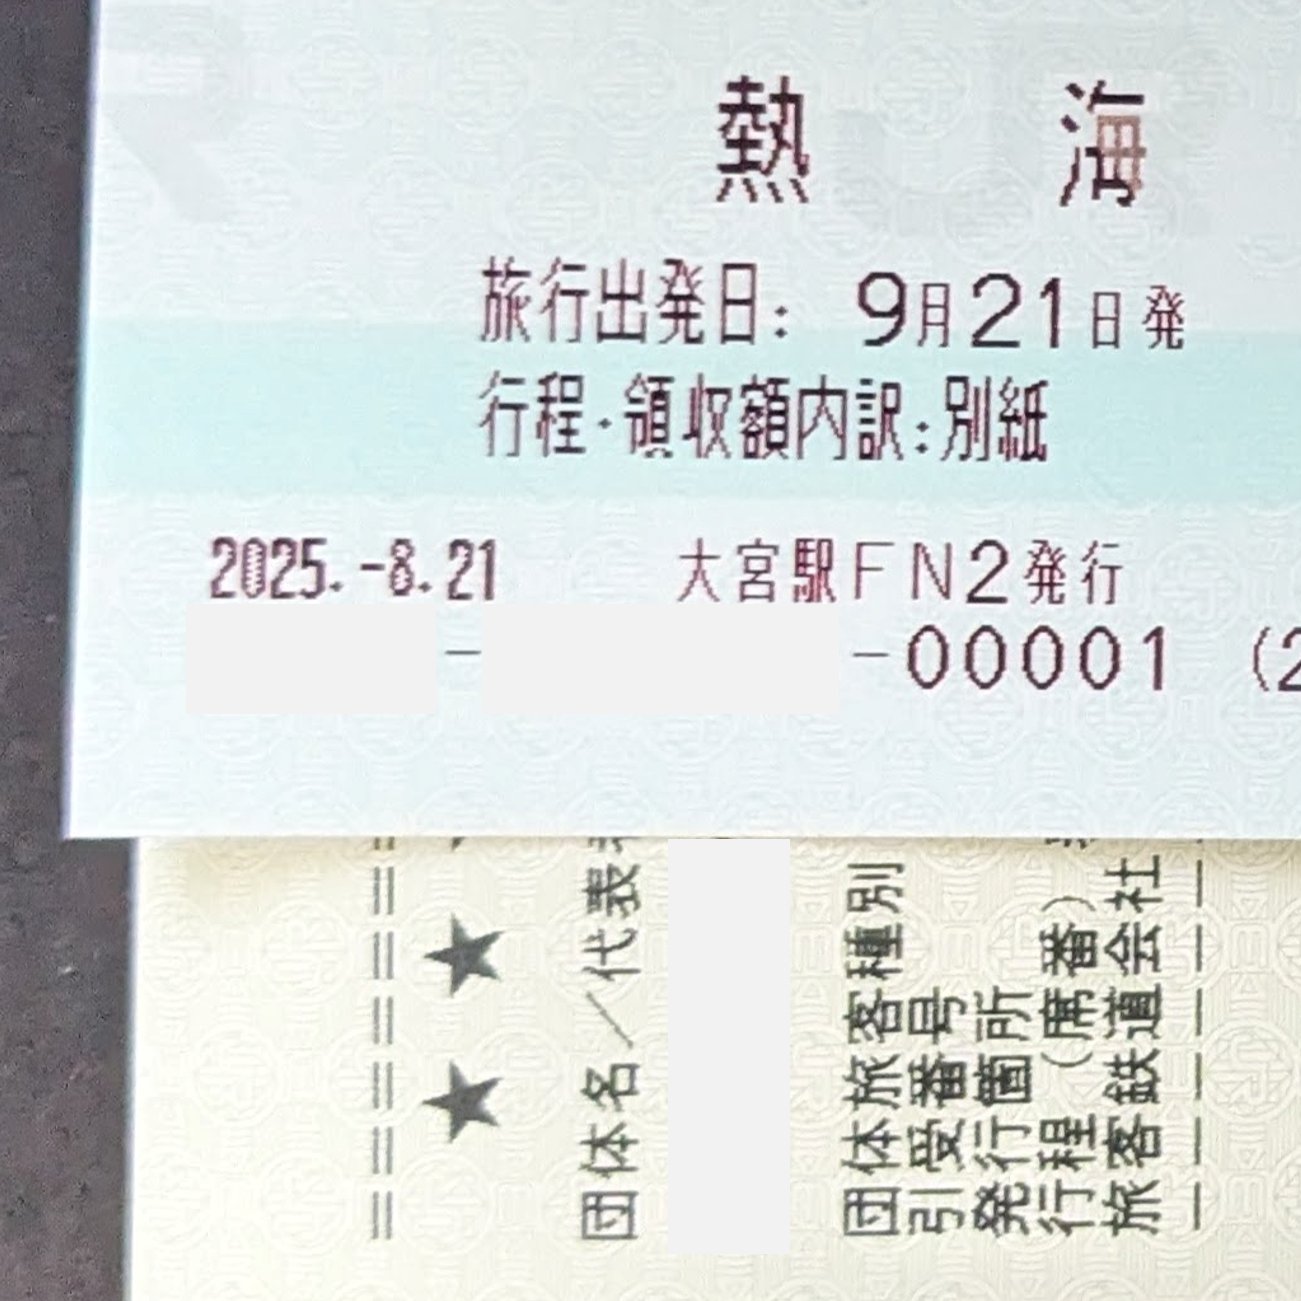 熱 海
旅行出発日: 9月21日発
行程・領収額内訳:別紙
2025.-8.21 大宮駅FN2発行
- -00001 (2
========
★ ★
団体名/代表
団体旅客種別
引受番号
発行箇所
行程(席番)
旅客鉄道会社